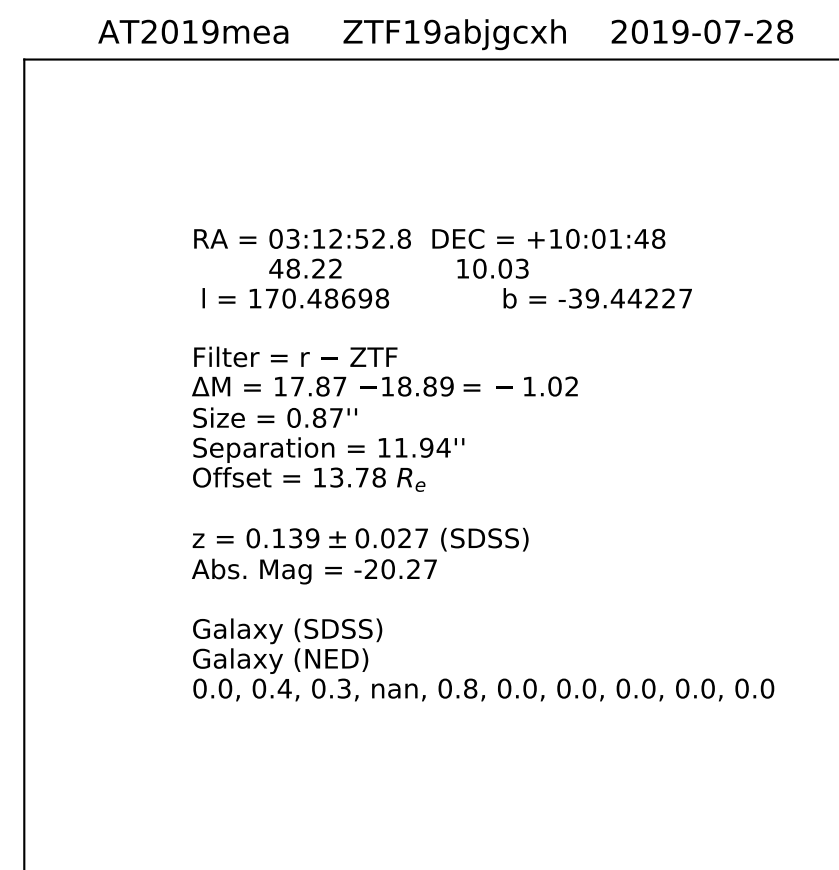 AT2019mea ZTF19abjgcxh 2019-07-28
RA = 03:12:52.8 DEC = +10:01:48
48.22 10.03
l = 170.48698 b = -39.44227
Filter = r − ZTF
ΔM = 17.87 −18.89 = − 1.02
Size = 0.87''
Separation = 11.94''
Offset = 13.78 Rₑ
z = 0.139 ± 0.027 (SDSS)
Abs. Mag = -20.27
Galaxy (SDSS)
Galaxy (NED)
0.0, 0.4, 0.3, nan, 0.8, 0.0, 0.0, 0.0, 0.0, 0.0